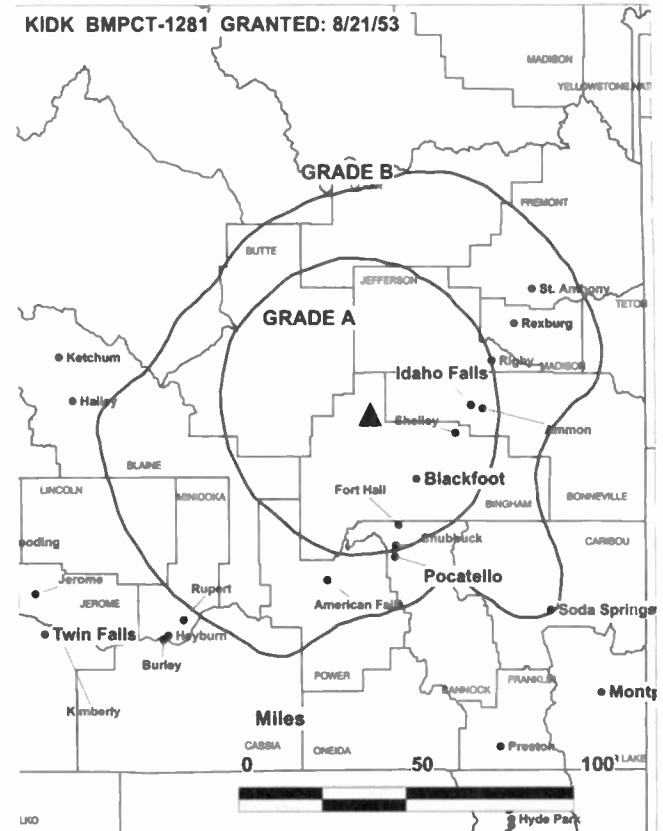 KIDK BMPCT-1281 GRANTED: 8/21/53
MADISON
YELLOWSTONE NAT
GRADE B
FREMONT
BUTTE
JEFFERSON
St. Anthony
TETON
GRADE A
Rexburg
Ketchum
Rigby
MADISON
Idaho Falls
Hailey
Shelley
Ammon
BLAINE
Blackfoot
LINCOLN
MINIDOKA
Fort Hall
BINGHAM
BONNEVILLE
ooding
Chubbuck
CARIBOU
Jerome
Pocatello
JEROME
Rupert
American Falls
Soda Springs
Twin Falls
Heyburn
Burley
POWER
FRANKLIN
BANNOCK
Montp
Kimberly
Miles
CASSIA
ONEIDA
Preston
0 50 100
LAKE
LKO
Hyde Park